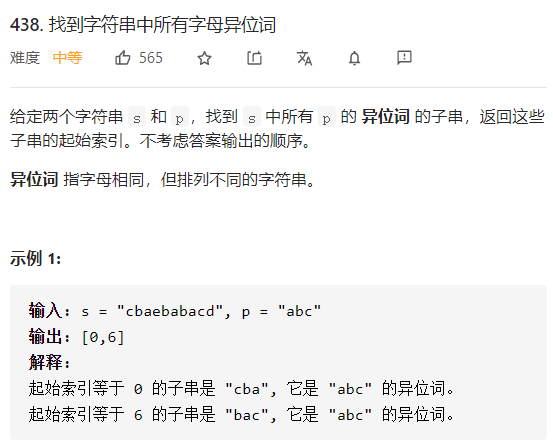 438. 找到字符串中所有字母异位词
难度 中等 565
给定两个字符串 s 和 p，找到 s 中所有 p 的 异位词 的子串，返回这些
子串的起始索引。不考虑答案输出的顺序。
异位词 指字母相同，但排列不同的字符串。
示例 1:
输入: s = "cbaebabacd", p = "abc"
输出: [0,6]
解释:
起始索引等于 0 的子串是 "cba", 它是 "abc" 的异位词。
起始索引等于 6 的子串是 "bac", 它是 "abc" 的异位词。